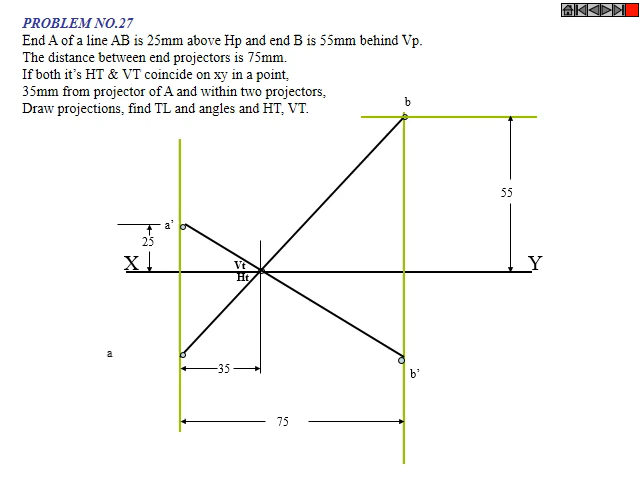 PROBLEM NO.27
End A of a line AB is 25mm above Hp and end B is 55mm behind Vp.
The distance between end projectors is 75mm.
If both it's HT & VT coincide on xy in a point,
35mm from projector of A and within two projectors,
Draw projections, find TL and angles and HT, VT.
b
55
a'
25
X
Vt
Ht
Y
a
35
b'
75